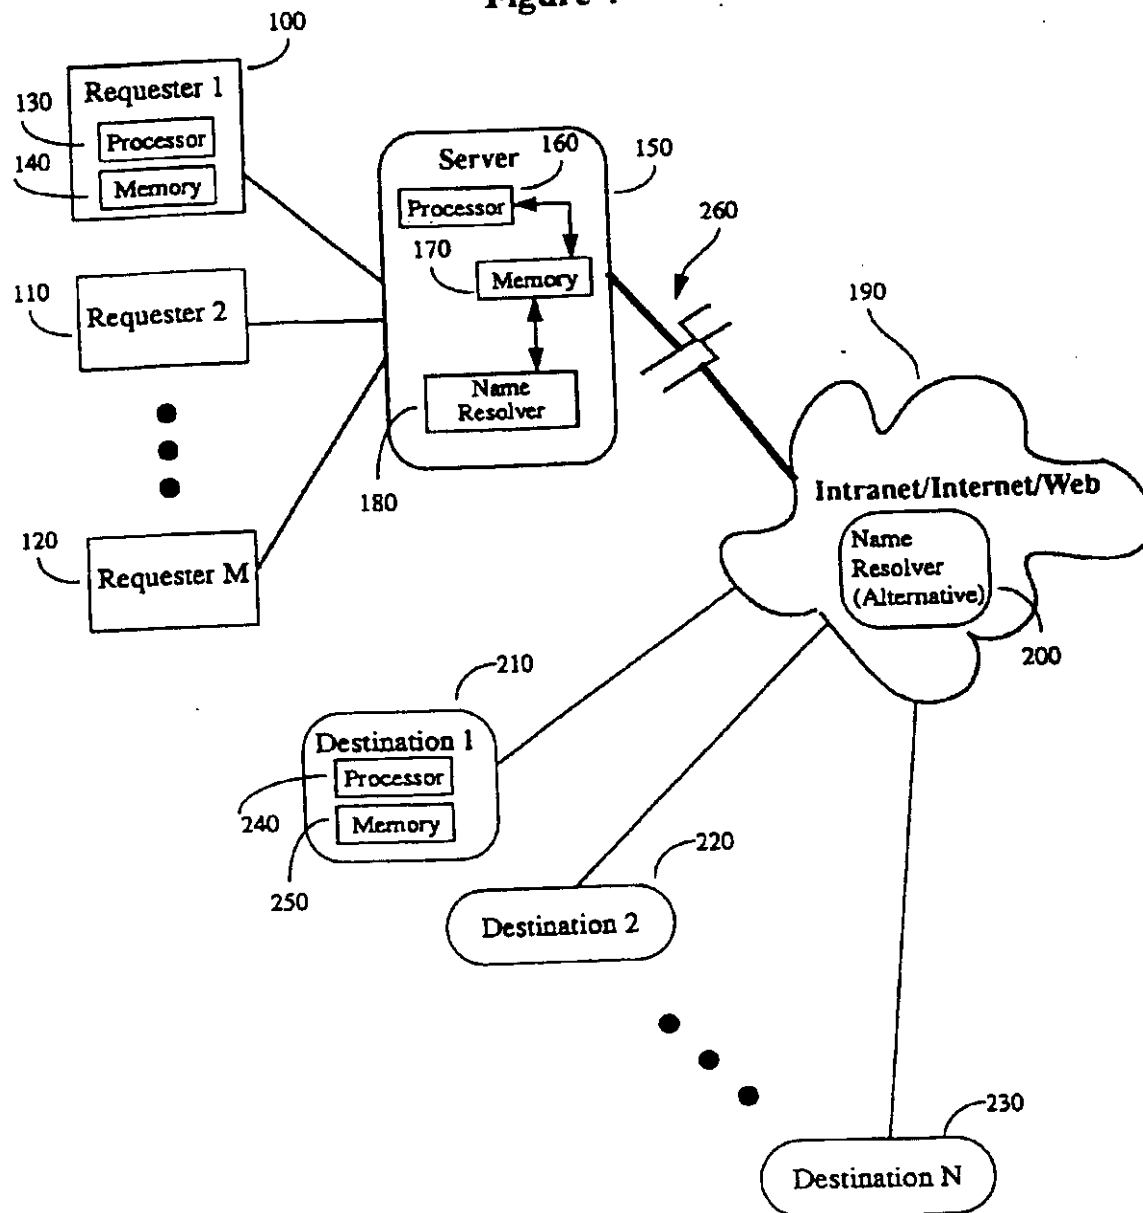 Figure
100
Requester 1
130
Processor
140
Memory
Server
160
150
Processor
170
Memory
260
110
Requester 2
190
Name
Resolver
180
Intranet/Internet/Web
120
Requester M
Name
Resolver
(Alternative)
200
210
Destination 1
Processor
240
Memory
250
220
Destination 2
230
Destination N